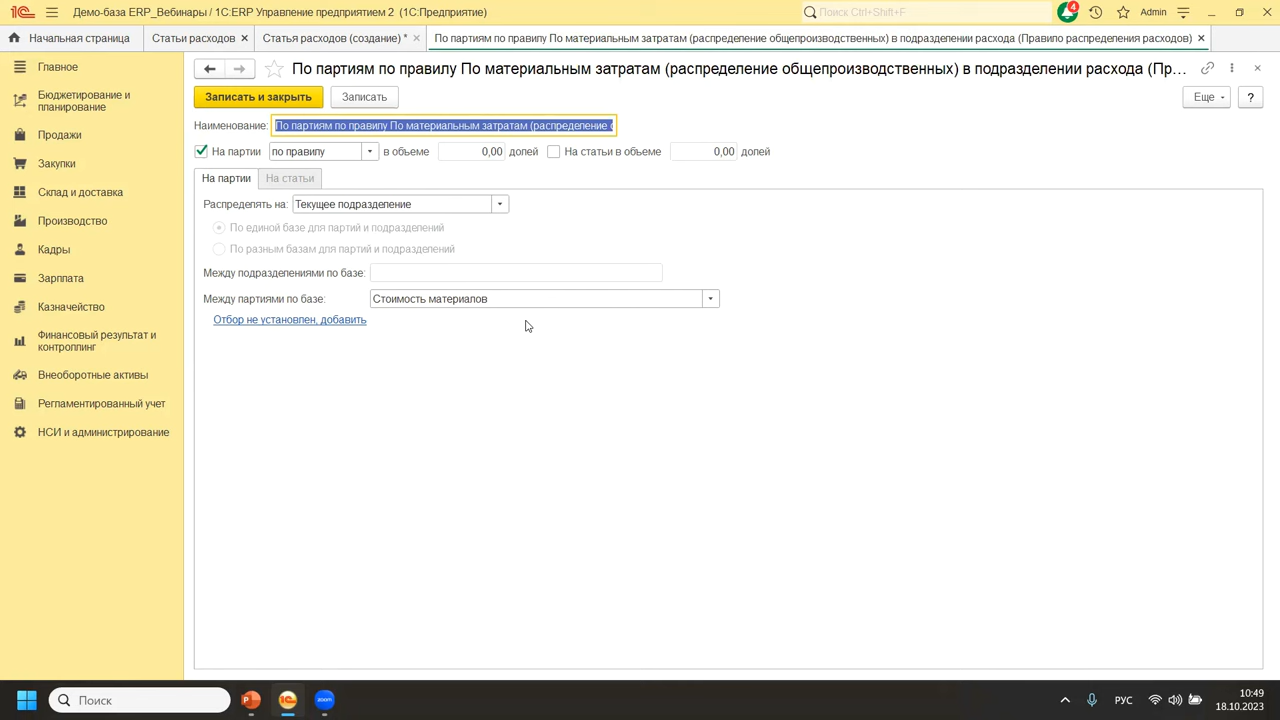 Демо-база ERP_Вебинары / 1С:ERP Управление предприятием 2 (1С:Предприятие)
Поиск Ctrl+Shift+F
4
Admin
Начальная страница
Статьи расходов
Статья расходов (создание) *
По партиям по правилу По материальным затратам (распределение общепроизводственных) в подразделении расхода (Правило распределения расходов)
Главное
Бюджетирование и
планирование
Продажи
Закупки
Склад и доставка
Производство
Кадры
Зарплата
Казначейство
Финансовый результат и
контроллинг
Внеоборотные активы
Регламентированный учет
НСИ и администрирование
По партиям по правилу По материальным затратам (распределение общепроизводственных) в подразделении расхода (Пр...
Записать и закрыть
Записать
Еще
?
Наименование: По партиям по правилу По материальным затратам (распределение о
На партии по правилу в объеме 0,00 долей На статьи в объеме 0,00 долей
На партии На статьи
Распределять на: Текущее подразделение
По единой базе для партий и подразделений
По разным базам для партий и подразделений
Между подразделениями по базе:
Между партиями по базе: Стоимость материалов
Отбор не установлен, добавить
Поиск
zoom
РУС
10:49
18.10.2023